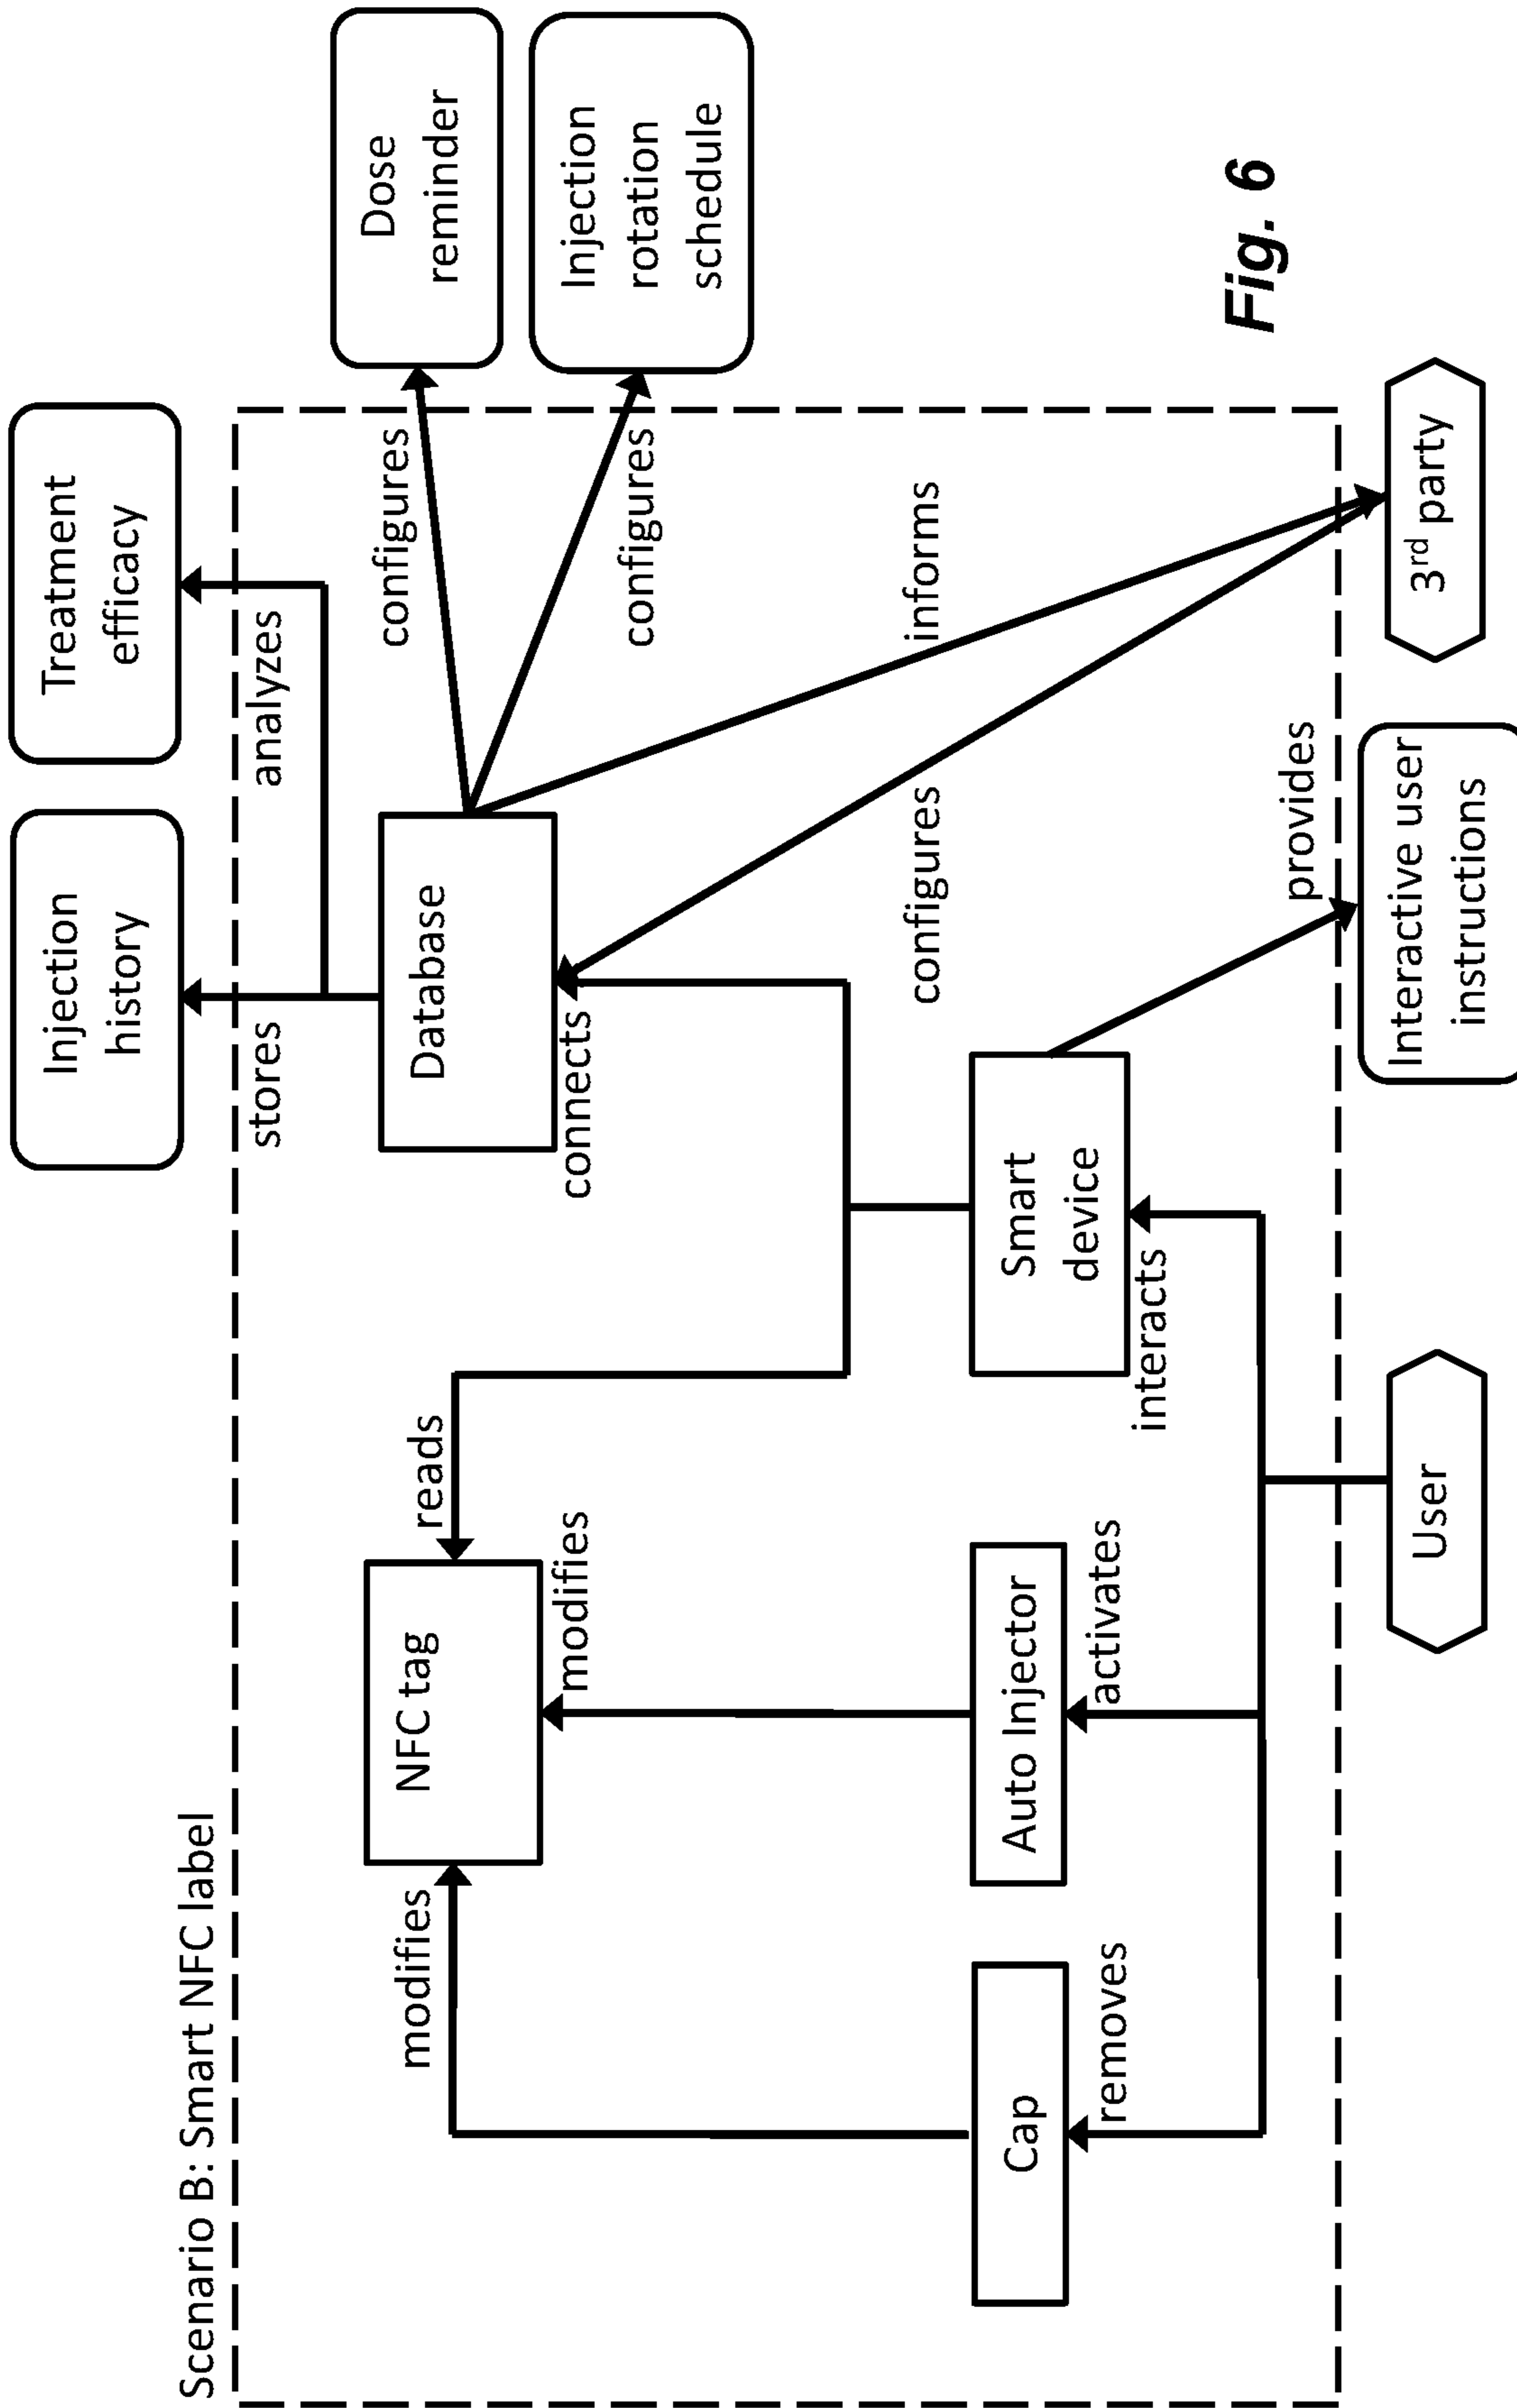 Scenario B: Smart NFC label
Injection
history
Treatment
efficacy
stores
analyzes
Dose
reminder
configures
Injection
rotation
schedule
configures
Database
connects
NFC tag
reads
modifies
modifies
informs
configures
Cap
removes
Auto Injector
activates
Smart
device
interacts
provides
User
Interactive user
instructions
3rd party
Fig. 6